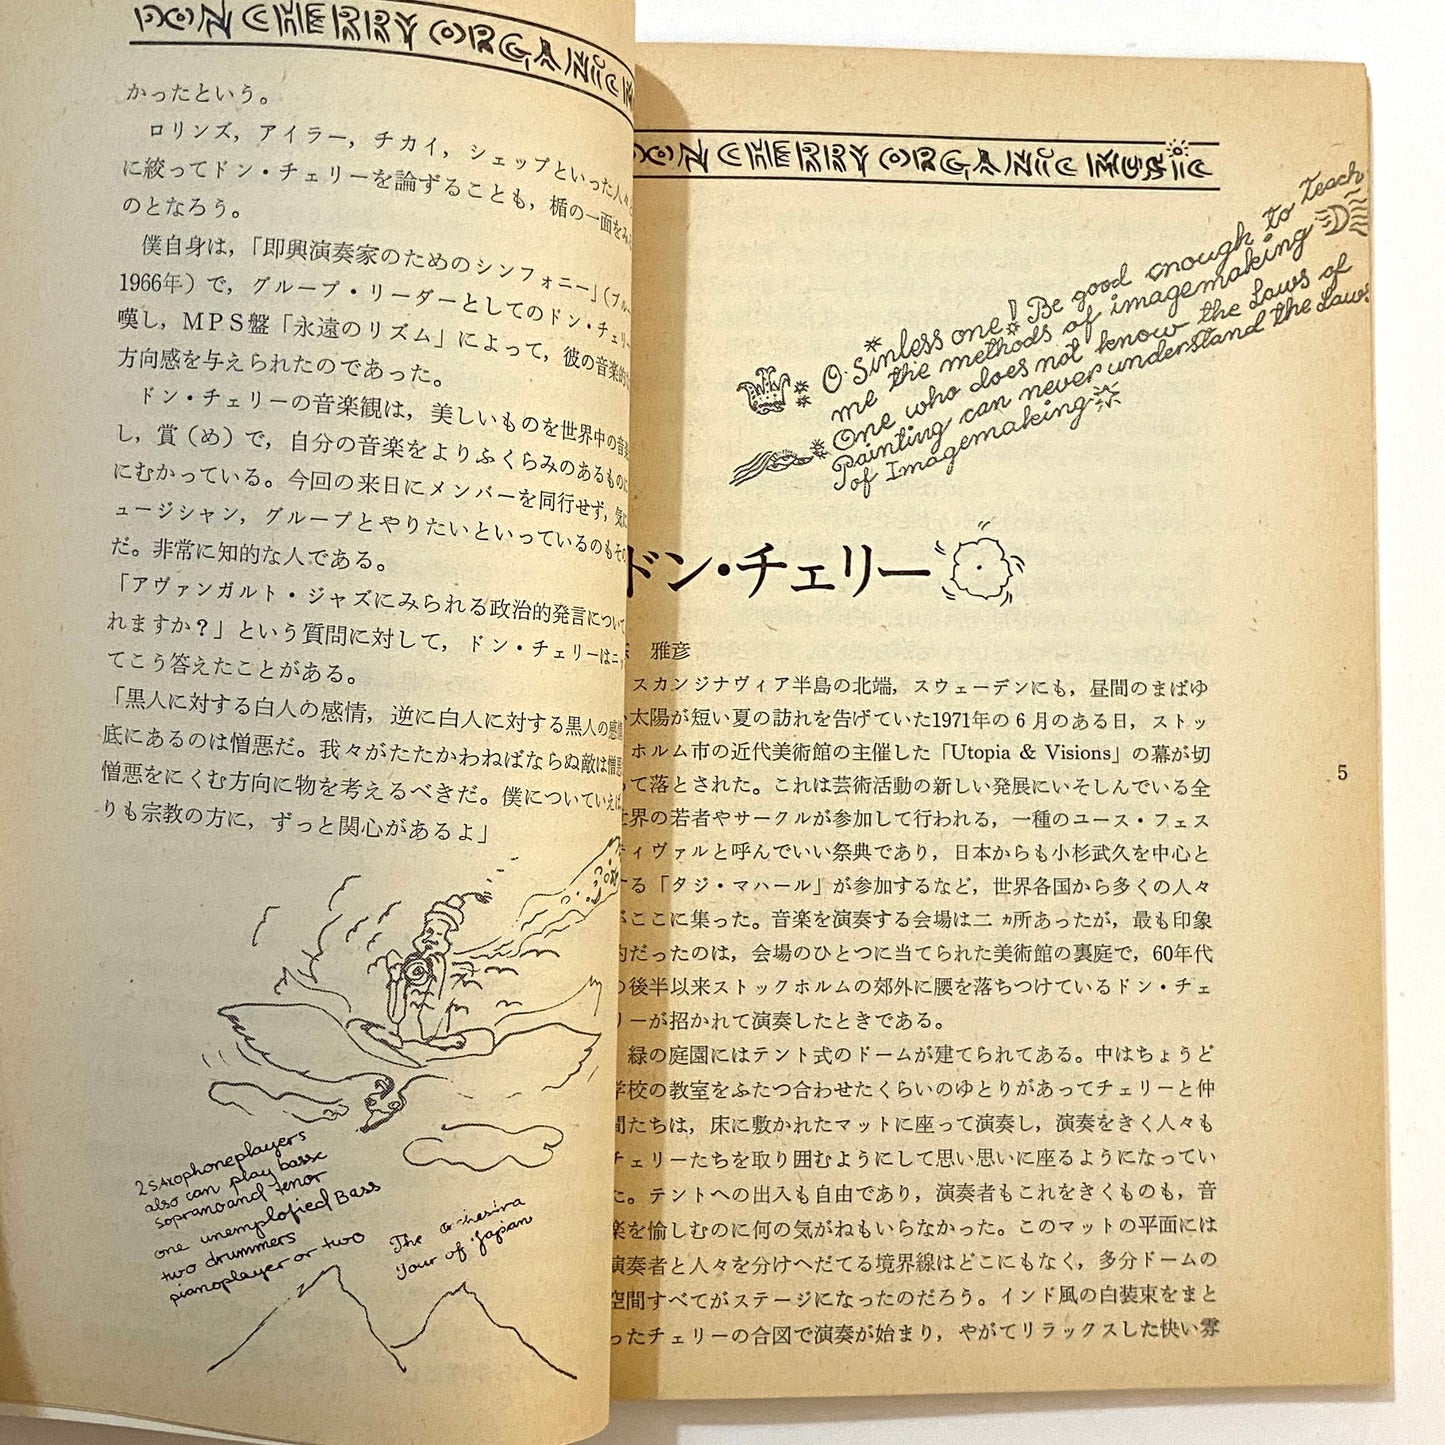 DON CHERRY ORGANIC
かったという。
ロリンズ，アイラー，チカイ，シェップといった人々
に絞ってドン・チェリーを論ずることも，楯の一面をみ
のとなろう。
僕自身は，「即興演奏家のためのシンフォニー」（ブルー
1966年）で，グループ・リーダーとしてのドン・チェリー
嘆し，MPS盤「永遠のリズム」によって，彼の音楽的
方向感を与えられたのであった。
ドン・チェリーの音楽観は，美しいものを世界中の音楽
し，賞（め）で，自分の音楽をよりふくらみのあるものに
にむかっている。今回の来日にメンバーを同行せず，気に
ュージシャン，グループとやりたいといっているのもその
だ。非常に知的な人である。
「アヴァンガルト・ジャズにみられる政治的発言につい
れますか？」という質問に対して，ドン・チェリーはニ
てこう答えたことがある。
「黒人に対する白人の感情，逆に白人に対する黒人の感情
底にあるのは憎悪だ。我々がたたかわねばならぬ敵は憎悪
憎悪をにくむ方向に物を考えるべきだ。僕についていえば
りも宗教の方に，ずっと関心があるよ」
2 SAxophoneplayers
also can play basse
sopranoand tenor
one unemplofied Bass
two drummers
pianoplayer or two
The
Tour of Japan
DON CHERRY ORGANIC MUSIC
O Sinless one! Be good enough to teach
me the methods of imagemaking
One who does not know the Laws of
Painting can never understand the Laws
of Imagemaking
ドン・チェリー
雅彦
スカンジナヴィア半島の北端，スウェーデンにも，昼間のまばゆ
い太陽が短い夏の訪れを告げていた1971年の6月のある日，ストッ
ホルム市の近代美術館の主催した「Utopia & Visions」の幕が切
って落とされた。これは芸術活動の新しい発展にいそしんでいる全
世界の若者やサークルが参加して行われる，一種のユース・フェス
ティヴァルと呼んでいい祭典であり，日本からも小杉武久を中心と
する「タジ・マハール」が参加するなど，世界各国から多くの人々
がここに集った。音楽を演奏する会場は二ヵ所あったが，最も印象
的だったのは，会場のひとつに当てられた美術館の裏庭で，60年代
の後半以来ストックホルムの郊外に腰を落ちつけているドン・チェ
リーが招かれて演奏したときである。
緑の庭園にはテント式のドームが建てられてある。中はちょうど
学校の教室をふたつ合わせたくらいのゆとりがあってチェリーと仲
間たちは，床に敷かれたマットに座って演奏し，演奏をきく人々も
チェリーたちを取り囲むようにして思い思いに座るようになってい
た。テントへの出入も自由であり，演奏者もこれをきくものも，音
楽を愉しむのに何の気がねもいらなかった。このマットの平面には
演奏者と人々を分けへだてる境界線はどこにもなく，多分ドームの
空間すべてがステージになったのだろう。インド風の白装束をまと
ったチェリーの合図で演奏が始まり，やがてリラックスした快い雰
5